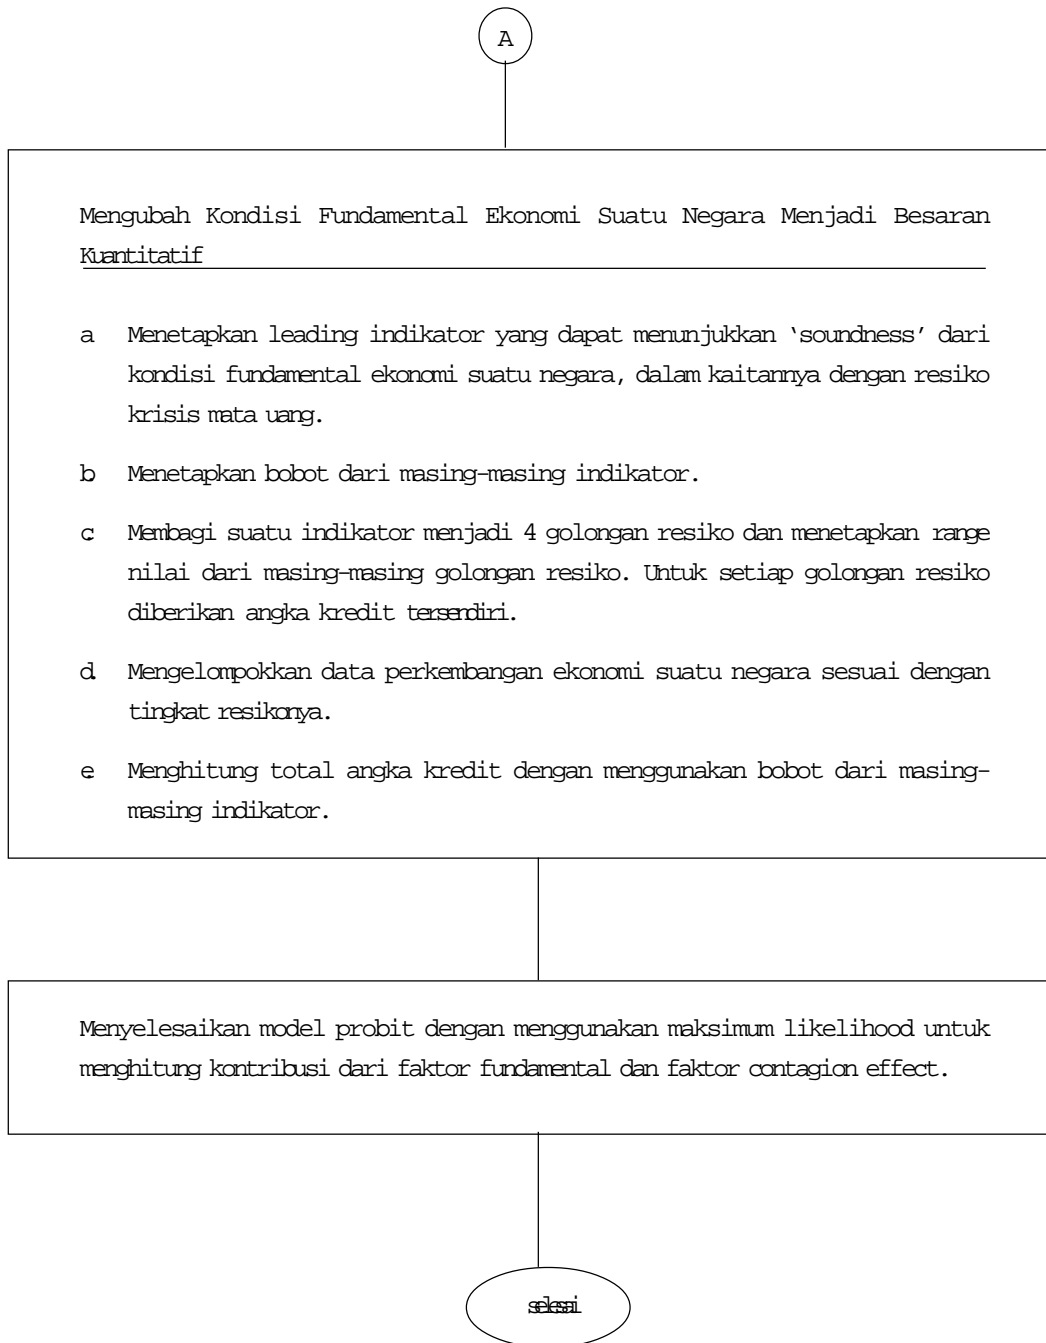 A
Mengubah Kondisi Fundamental Ekonomi Suatu Negara Menjadi Besaran
Kuantitatif
a Menetapkan leading indikator yang dapat menunjukkan ‘soundness’ dari
kondisi fundamental ekonomi suatu negara, dalam kaitannya dengan resiko
krisis mata uang.
b. Menetapkan bobot dari masing-masing indikator.
c. Membagi suatu indikator menjadi 4 golongan resiko dan menetapkan range
nilai dari masing-masing golongan resiko. Untuk setiap golongan resiko
diberikan angka kredit tersendiri.
d. Mengelompokkan data perkembangan ekonomi suatu negara sesuai dengan
tingkat resikonya.
e. Menghitung total angka kredit dengan menggunakan bobot dari masing-
masing indikator.
Menyelesaikan model probit dengan menggunakan maksimum likelihood untuk
menghitung kontribusi dari faktor fundamental dan faktor contagion effect.
selesai